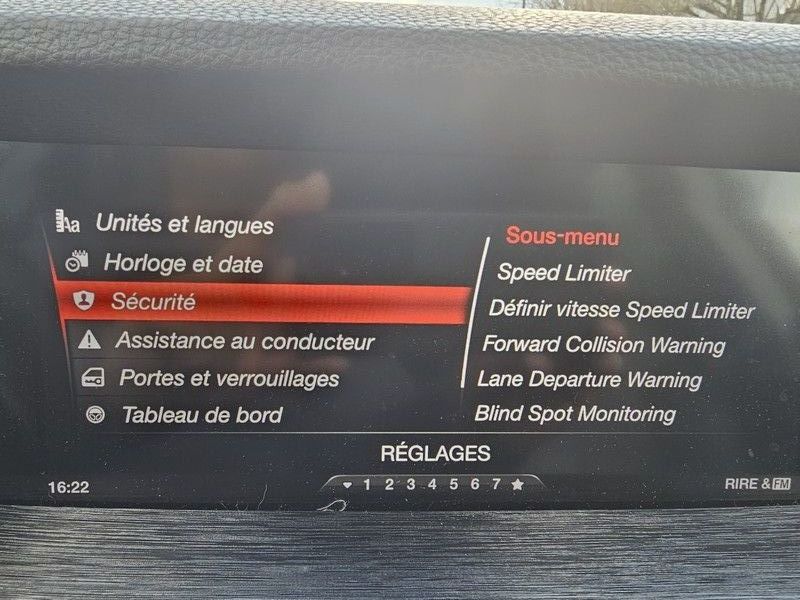 Aa Unités et langues
Horloge et date
Sécurité
Assistance au conducteur
Portes et verrouillages
Tableau de bord
Sous-menu
Speed Limiter
Définir vitesse Speed Limiter
Forward Collision Warning
Lane Departure Warning
Blind Spot Monitoring
RÉGLAGES
16:22
1 2 3 4 5 6 7
RIRE & FM